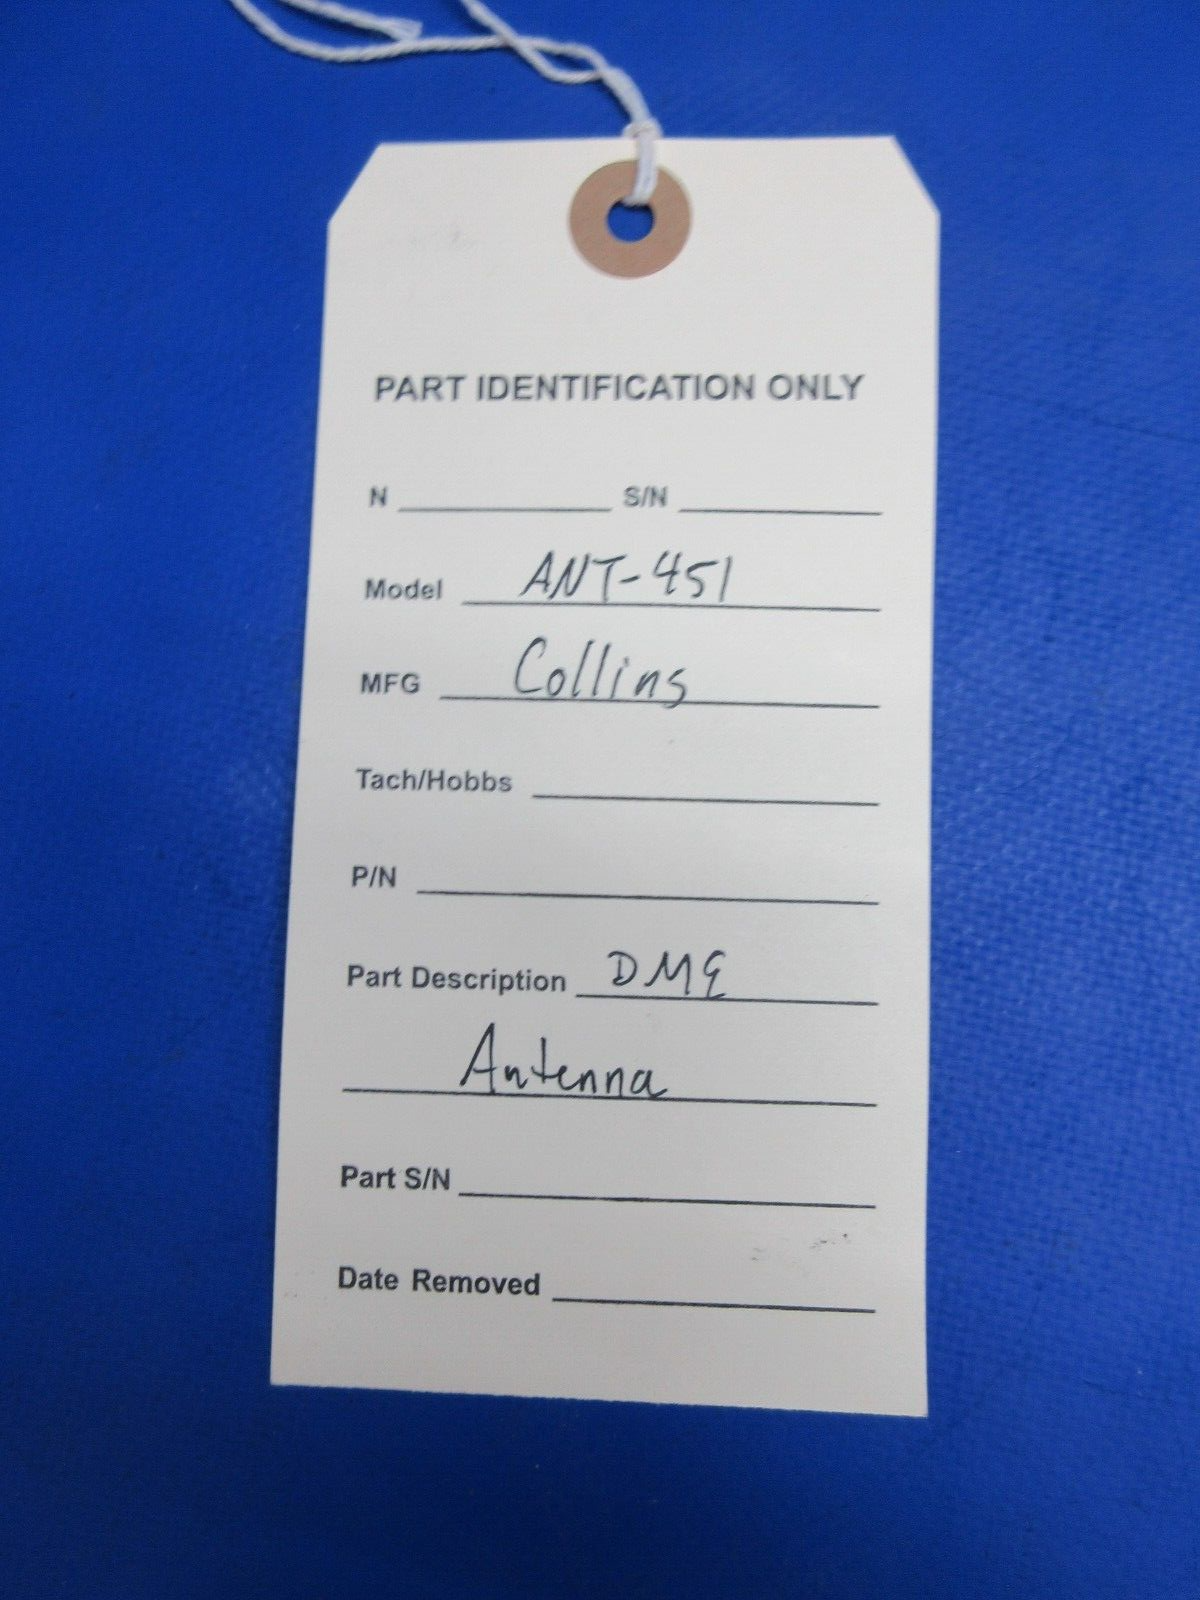 PART IDENTIFICATION ONLY
N S/N
Model ANT-451
MFG Collins
Tach/Hobbs
P/N
Part Description DME
Antenna
Part S/N
Date Removed